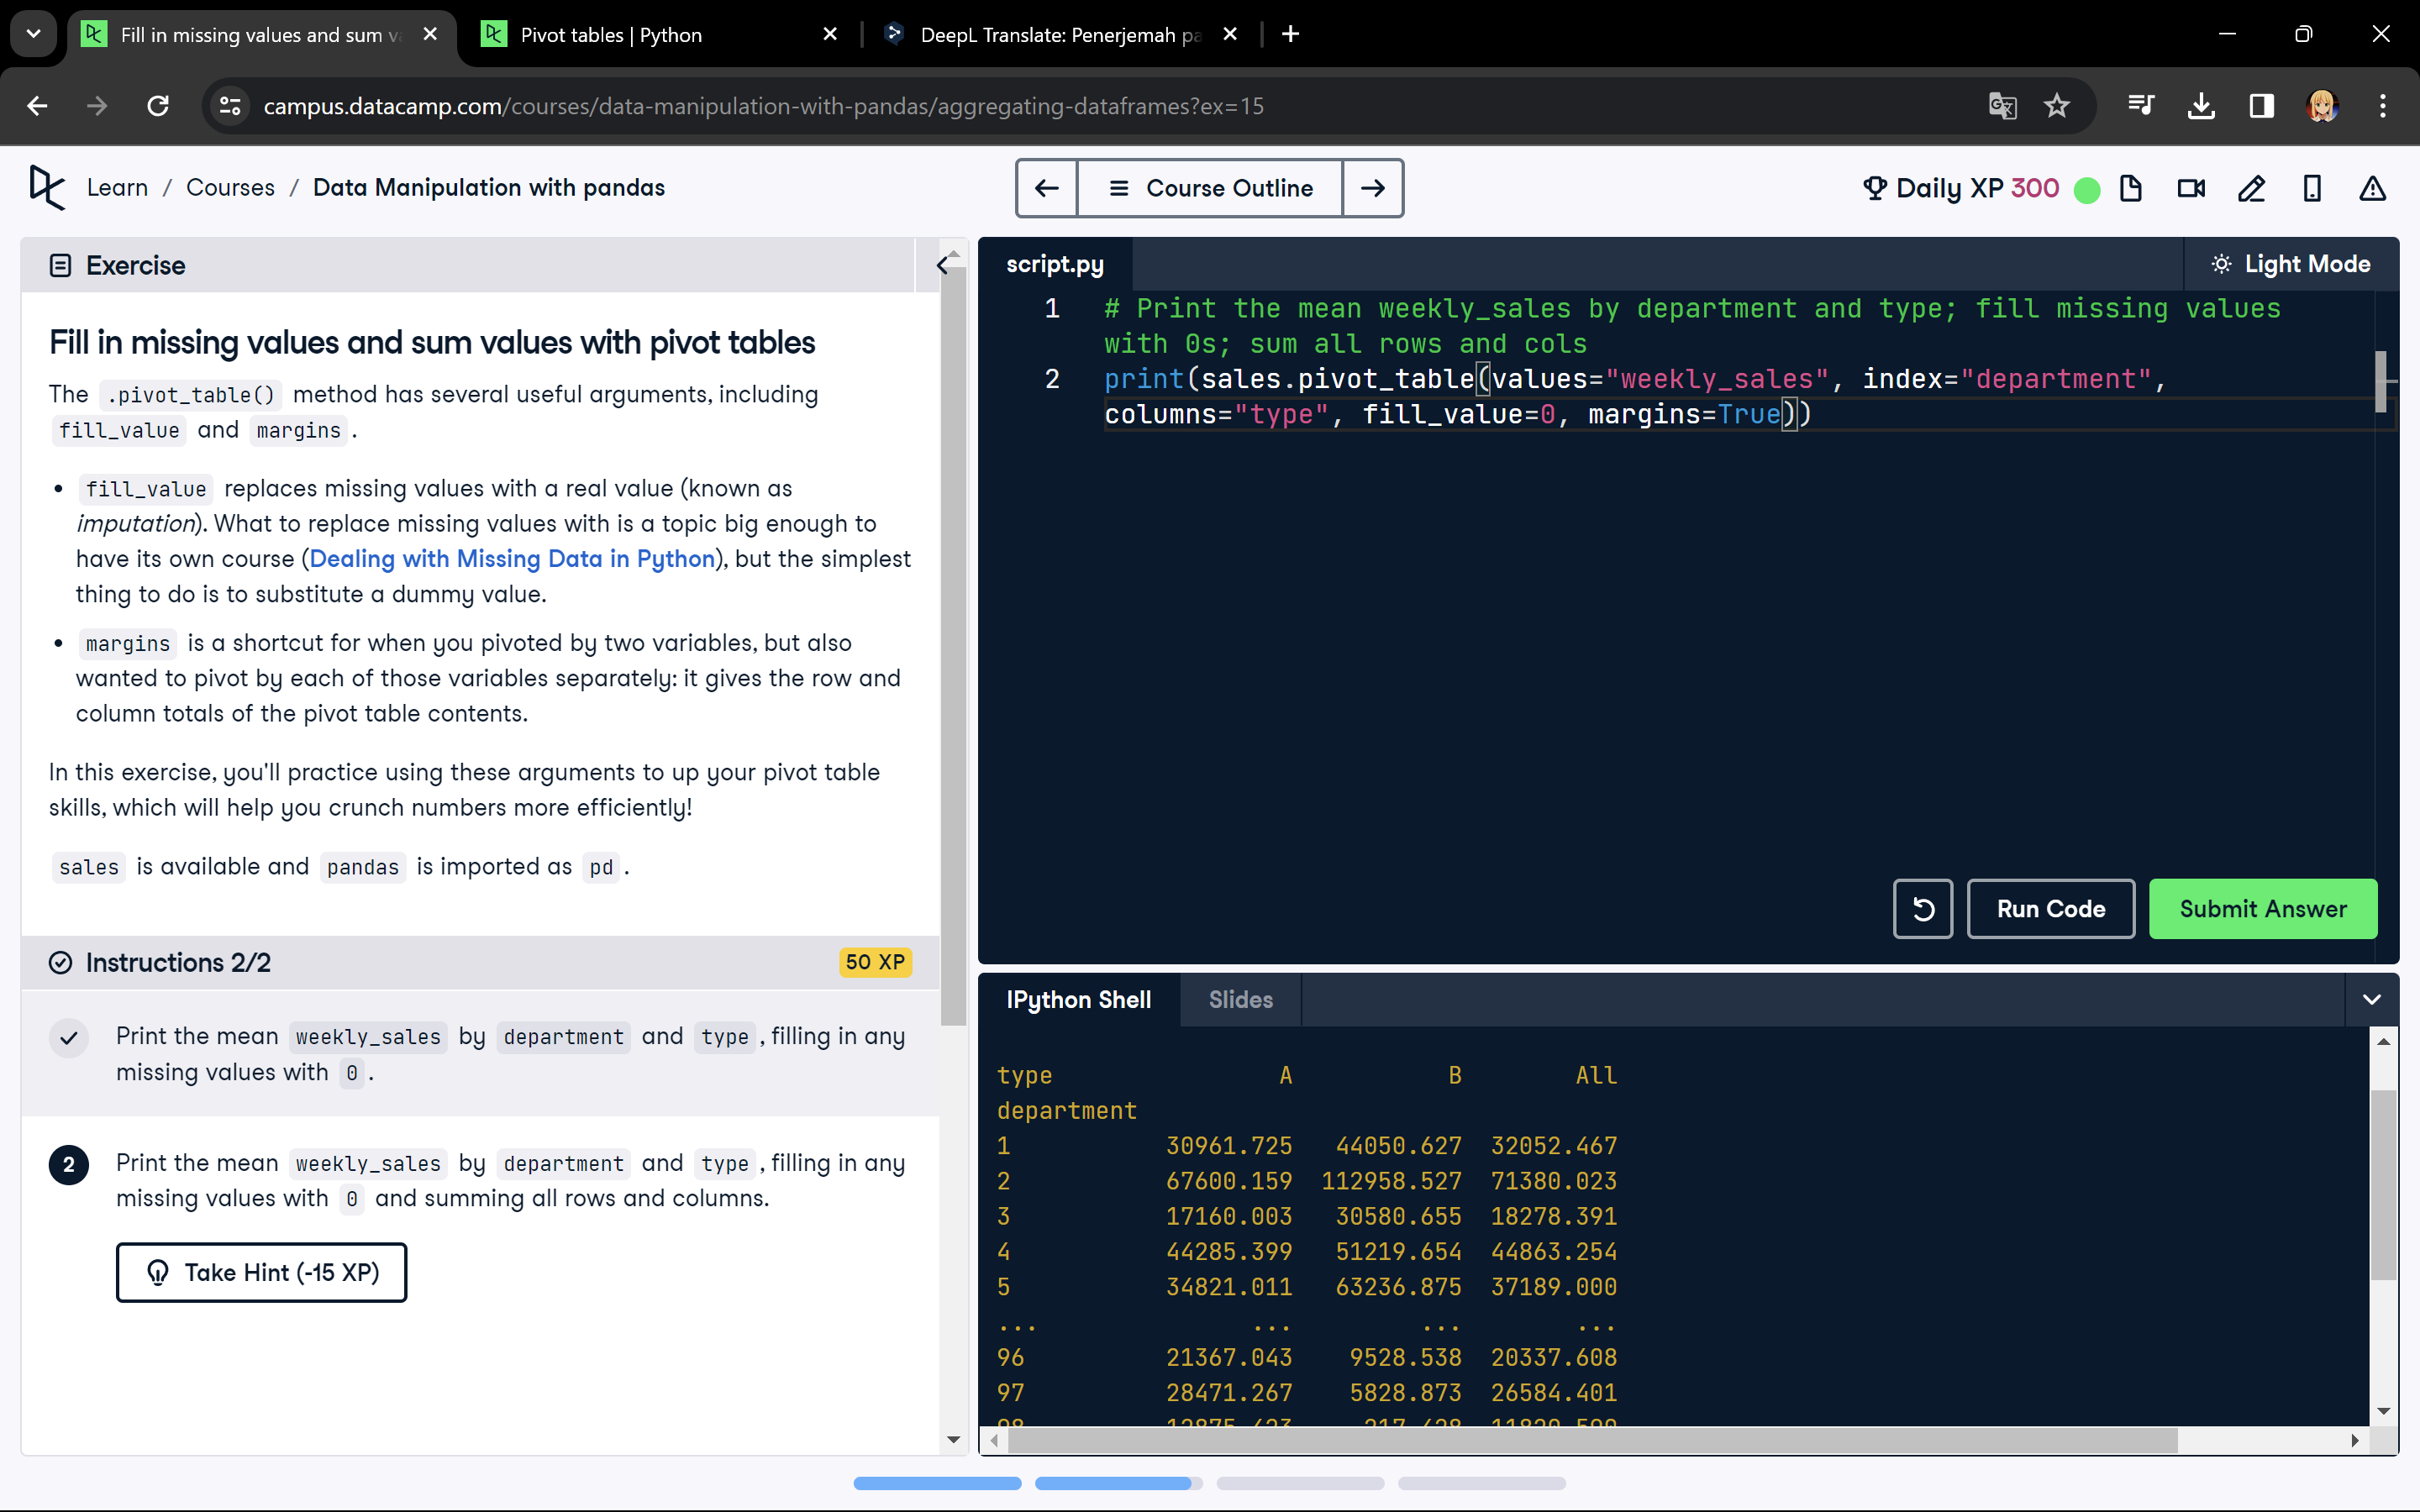 Fill in missing values and sum va
Pivot tables | Python
DeepL Translate: Penerjemah pa
campus.datacamp.com/courses/data-manipulation-with-pandas/aggregating-dataframes?ex=15
Learn / Courses / Data Manipulation with pandas
Course Outline
Daily XP 300
Exercise
Fill in missing values and sum values with pivot tables
The .pivot_table() method has several useful arguments, including
fill_value and margins.
• fill_value replaces missing values with a real value (known as
imputation). What to replace missing values with is a topic big enough to
have its own course (Dealing with Missing Data in Python), but the simplest
thing to do is to substitute a dummy value.
• margins is a shortcut for when you pivoted by two variables, but also
wanted to pivot by each of those variables separately: it gives the row and
column totals of the pivot table contents.
In this exercise, you'll practice using these arguments to up your pivot table
skills, which will help you crunch numbers more efficiently!
sales is available and pandas is imported as pd.
Instructions 2/2
50 XP
Print the mean weekly_sales by department and type, filling in any
missing values with 0.
2
Print the mean weekly_sales by department and type, filling in any
missing values with 0 and summing all rows and columns.
Take Hint (-15 XP)
script.py
Light Mode
1 # Print the mean weekly_sales by department and type; fill missing values
with 0s; sum all rows and cols
2 print(sales.pivot_table(values="weekly_sales", index="department",
columns="type", fill_value=0, margins=True))
Run Code
Submit Answer
IPython Shell
Slides
type A B All
department
1 30961.725 44050.627 32052.467
2 67600.159 112958.527 71380.023
3 17160.003 30580.655 18278.391
4 44285.399 51219.654 44863.254
5 34821.011 63236.875 37189.000
... ... ... ...
96 21367.043 9528.538 20337.608
97 28471.267 5828.873 26584.401